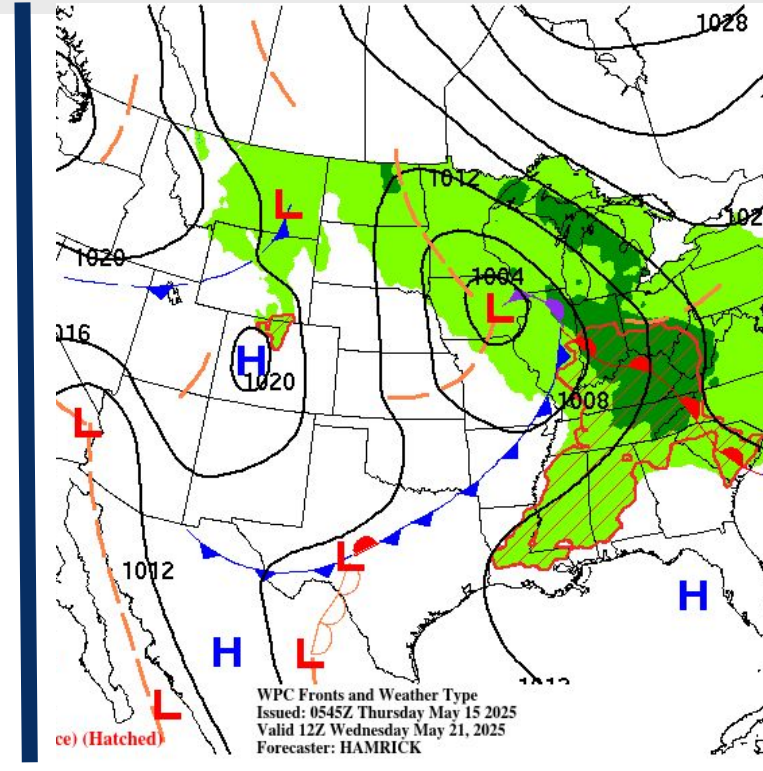 1028
1012
102
1004
L
1020
L
016
H
1020
1008
L
L
1012
H
H
L
1012
L
WPC Fronts and Weather Type
Issued: 0545Z Thursday May 15 2025
Valid 12Z Wednesday May 21, 2025
Forecaster: HAMRICK
ce) (Hatched)